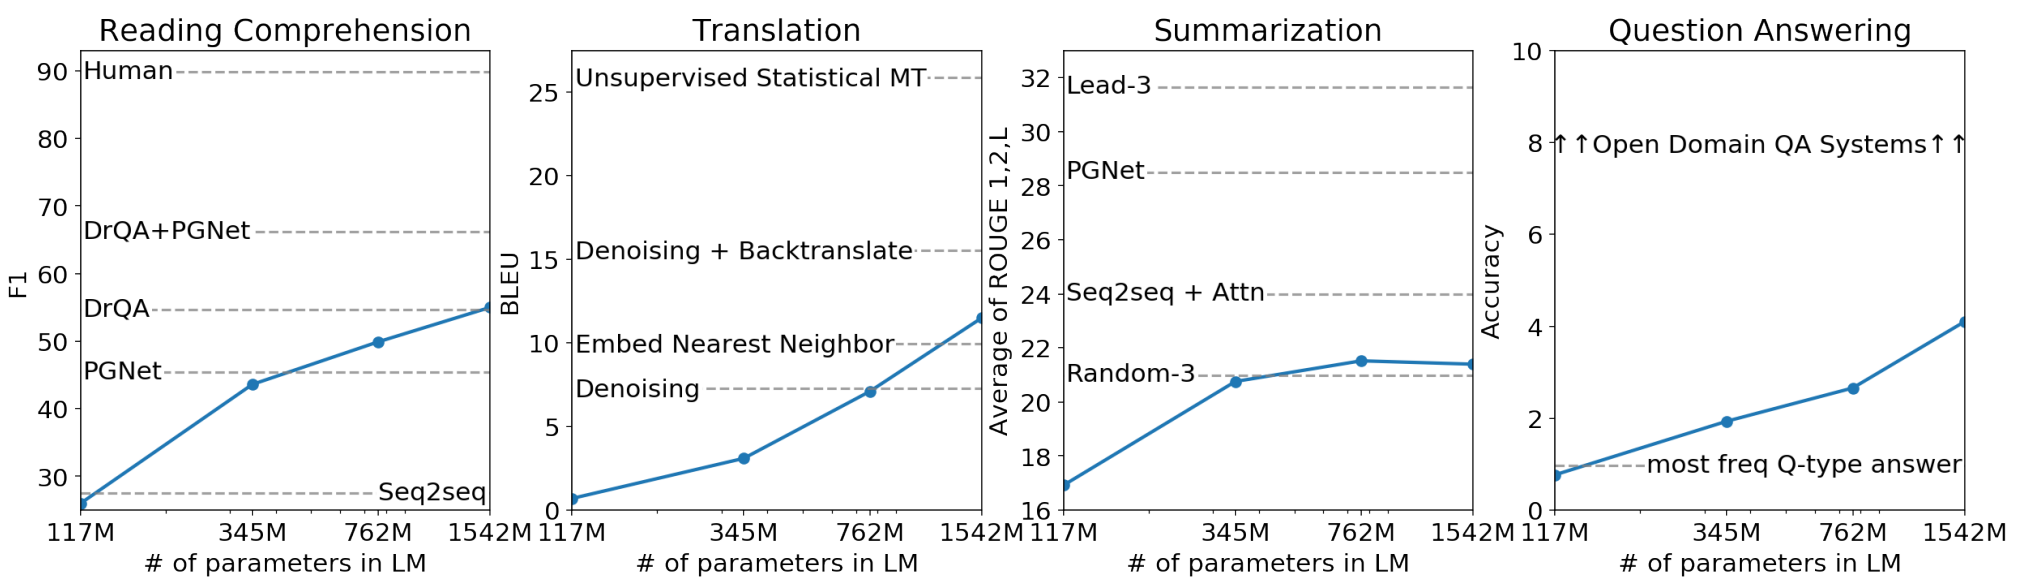 Reading Comprehension
F1
90
80
70
60
50
40
30
Human
DrQA+PGNet
DrQA
PGNet
Seq2seq
117M 345M 762M 1542M
# of parameters in LM
Translation
BLEU
25
20
15
10
5
0
Unsupervised Statistical MT
Denoising + Backtranslate
Embed Nearest Neighbor
Denoising
117M 345M 762M 1542M
# of parameters in LM
Summarization
Average of ROUGE 1,2,L
32
30
28
26
24
22
20
18
16
Lead-3
PGNet
Seq2seq + Attn
Random-3
117M 345M 762M 1542M
# of parameters in LM
Question Answering
Accuracy
10
8
6
4
2
0
↑↑Open Domain QA Systems↑↑
most freq Q-type answer
117M 345M 762M 1542M
# of parameters in LM